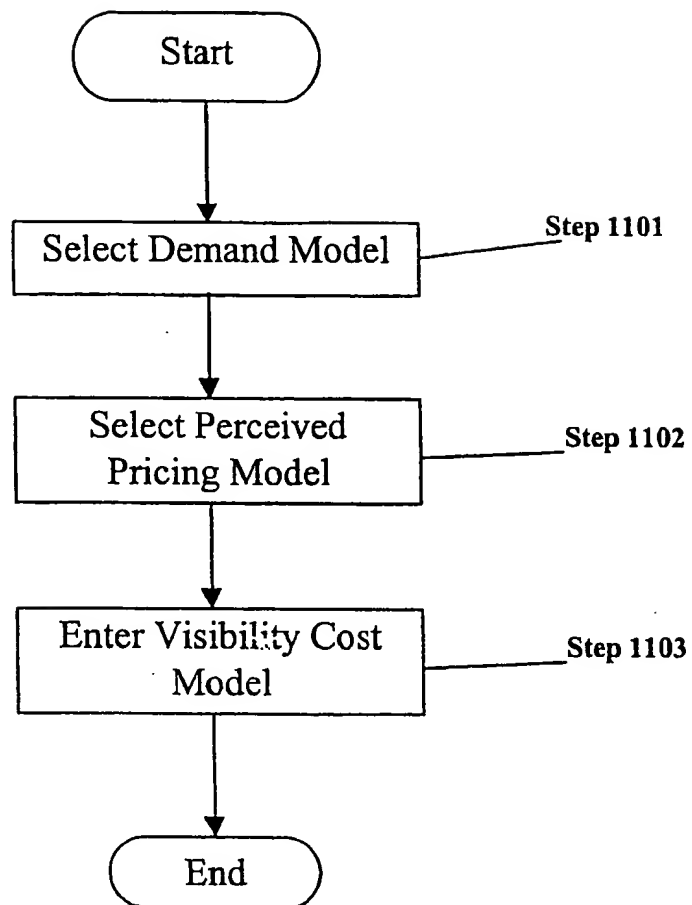 Start
Select Demand Model
Step 1101
Select Perceived
Pricing Model
Step 1102
Enter Visibility Cost
Model
Step 1103
End